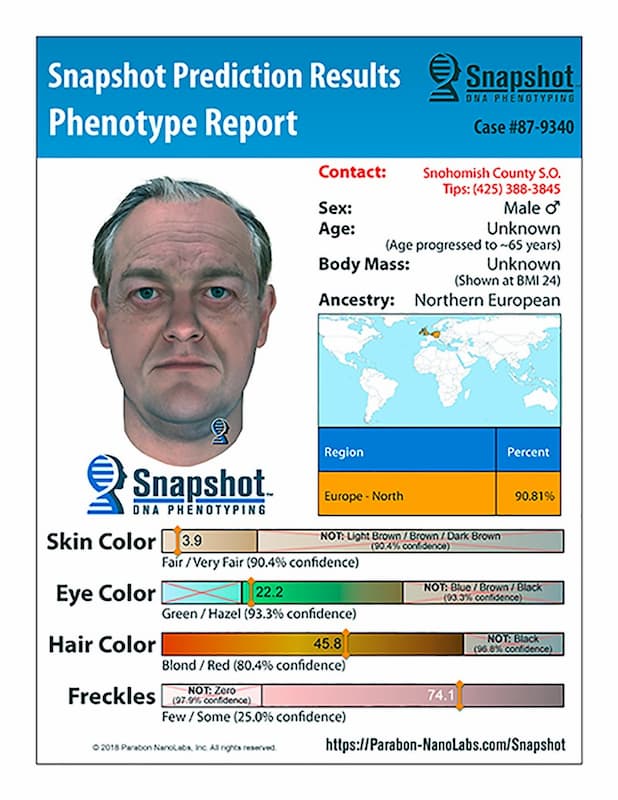 Snapshot Prediction Results
Phenotype Report
Snapshot™
DNA PHENOTYPING
Case #87-9340
Contact: Snohomish County S.O.
Tips: (425) 388-3845
Sex: Male ♂
Age: Unknown
(Age progressed to ~65 years)
Body Mass: Unknown
(Shown at BMI 24)
Ancestry: Northern European
Region Percent
Europe - North 90.81%
Snapshot™
DNA PHENOTYPING
Skin Color 3.9 NOT: Light Brown / Brown / Dark Brown
(90.4% confidence)
Fair / Very Fair (90.4% confidence)
Eye Color 22.2 NOT: Blue / Brown / Black
(93.3% confidence)
Green / Hazel (93.3% confidence)
Hair Color 45.8 NOT: Black
(96.8% confidence)
Blond / Red (80.4% confidence)
Freckles NOT: Zero 74.1
(97.9% confidence)
Few / Some (25.0% confidence)
© 2018 Parabon NanoLabs, Inc. All rights reserved. https://Parabon-NanoLabs.com/Snapshot